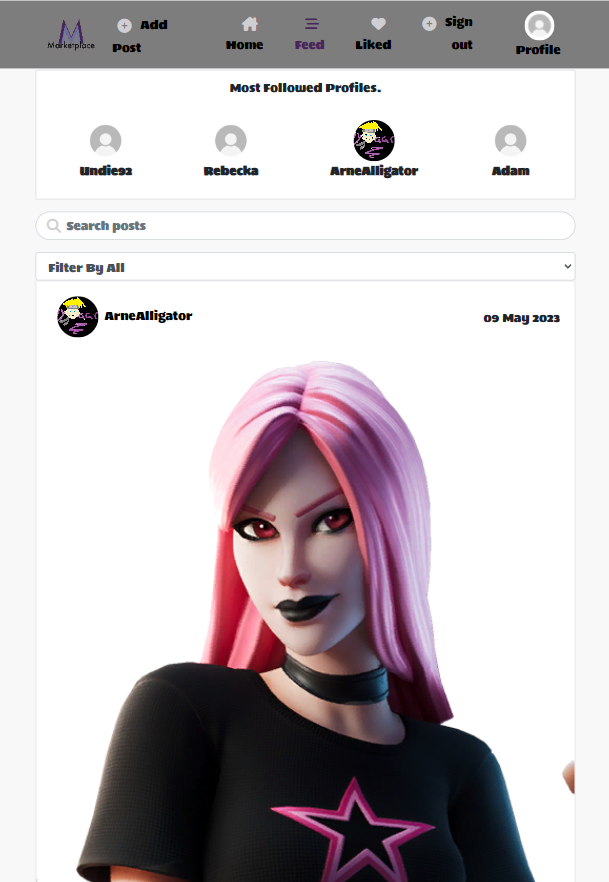 Marketplace
Add
Post
Home
Feed
Liked
Sign
out
Profile
Most Followed Profiles.
Undie92
Rebecka
ArneAlligator
Adam
Search posts
Filter By All
ArneAlligator
09 May 2023